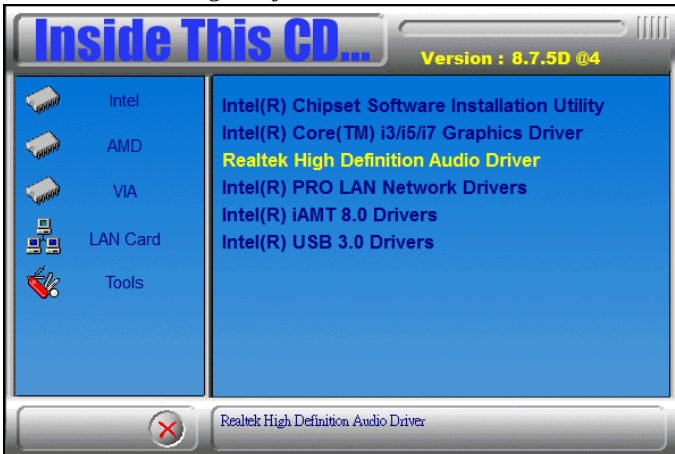 Inside This CD...
Version : 8.7.5D @4
Intel
AMD
VIA
LAN Card
Tools
Intel(R) Chipset Software Installation Utility
Intel(R) Core(TM) i3/i5/i7 Graphics Driver
Realtek High Definition Audio Driver
Intel(R) PRO LAN Network Drivers
Intel(R) iAMT 8.0 Drivers
Intel(R) USB 3.0 Drivers
Realtek High Definition Audio Driver